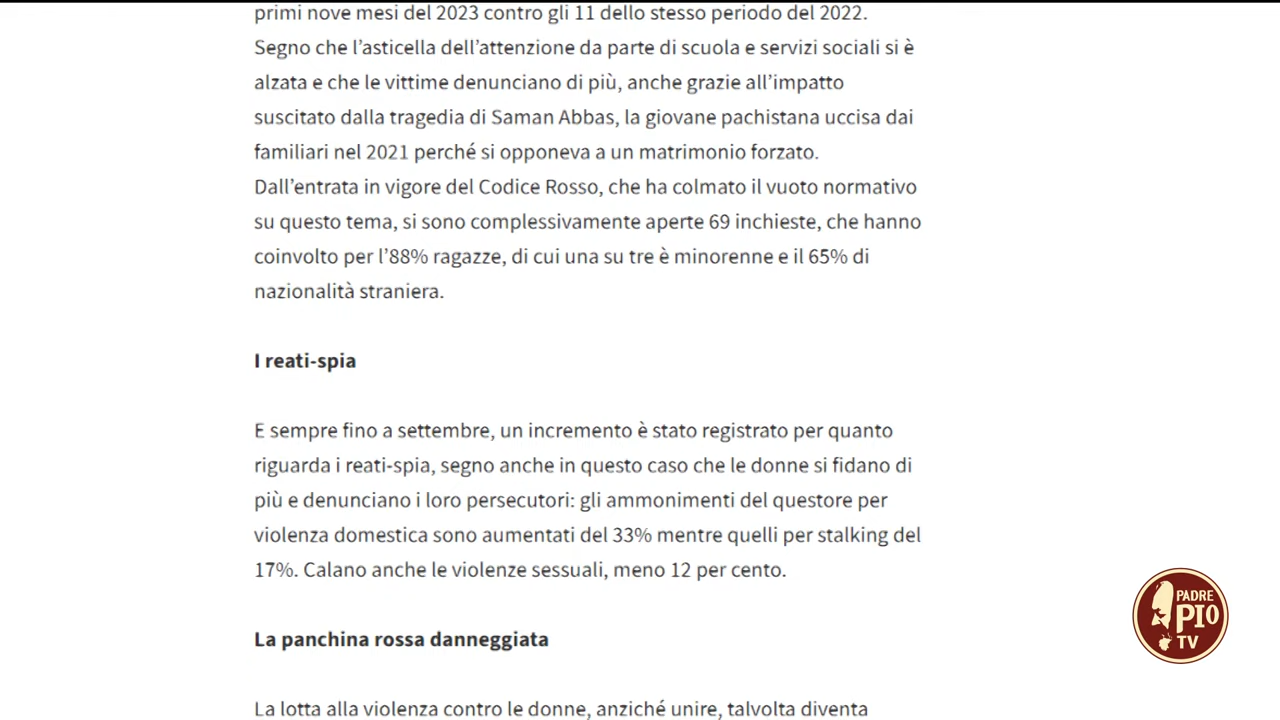 primi nove mesi del 2023 contro gli 11 dello stesso periodo del 2022.
Segno che l’asticella dell’attenzione da parte di scuola e servizi sociali si è
alzata e che le vittime denunciano di più, anche grazie all’impatto
suscitato dalla tragedia di Saman Abbas, la giovane pachistana uccisa dai
familiari nel 2021 perché si opponeva a un matrimonio forzato.
Dall’entrata in vigore del Codice Rosso, che ha colmato il vuoto normativo
su questo tema, si sono complessivamente aperte 69 inchieste, che hanno
coinvolto per l’88% ragazze, di cui una su tre è minorenne e il 65% di
nazionalità straniera.
I reati-spia
E sempre fino a settembre, un incremento è stato registrato per quanto
riguarda i reati-spia, segno anche in questo caso che le donne si fidano di
più e denunciano i loro persecutori: gli ammonimenti del questore per
violenza domestica sono aumentati del 33% mentre quelli per stalking del
17%. Calano anche le violenze sessuali, meno 12 per cento.
La panchina rossa danneggiata
La lotta alla violenza contro le donne, anziché unire, talvolta diventa
PADRE
PIO
TV